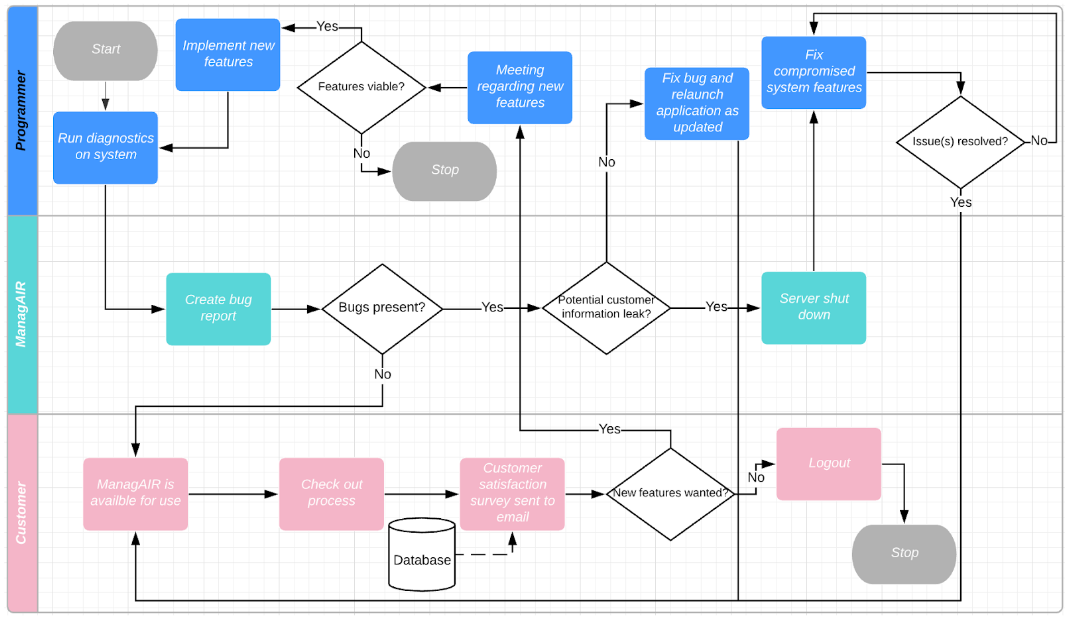 Programmer
Start
Implement new
features
Yes
Features viable?
No
Stop
Meeting
regarding new
features
Fix bug and
relaunch
application as
updated
Fix
compromised
system features
Issue(s) resolved?
No
Yes
Run diagnostics
on system
No
ManagAIR
Create bug
report
Bugs present?
Yes
Potential customer
information leak?
Yes
Server shut
down
No
Customer
ManagAIR is
availble for use
Check out
process
Customer
satisfaction
survey sent to
email
Database
Yes
New features wanted?
No
Logout
Stop